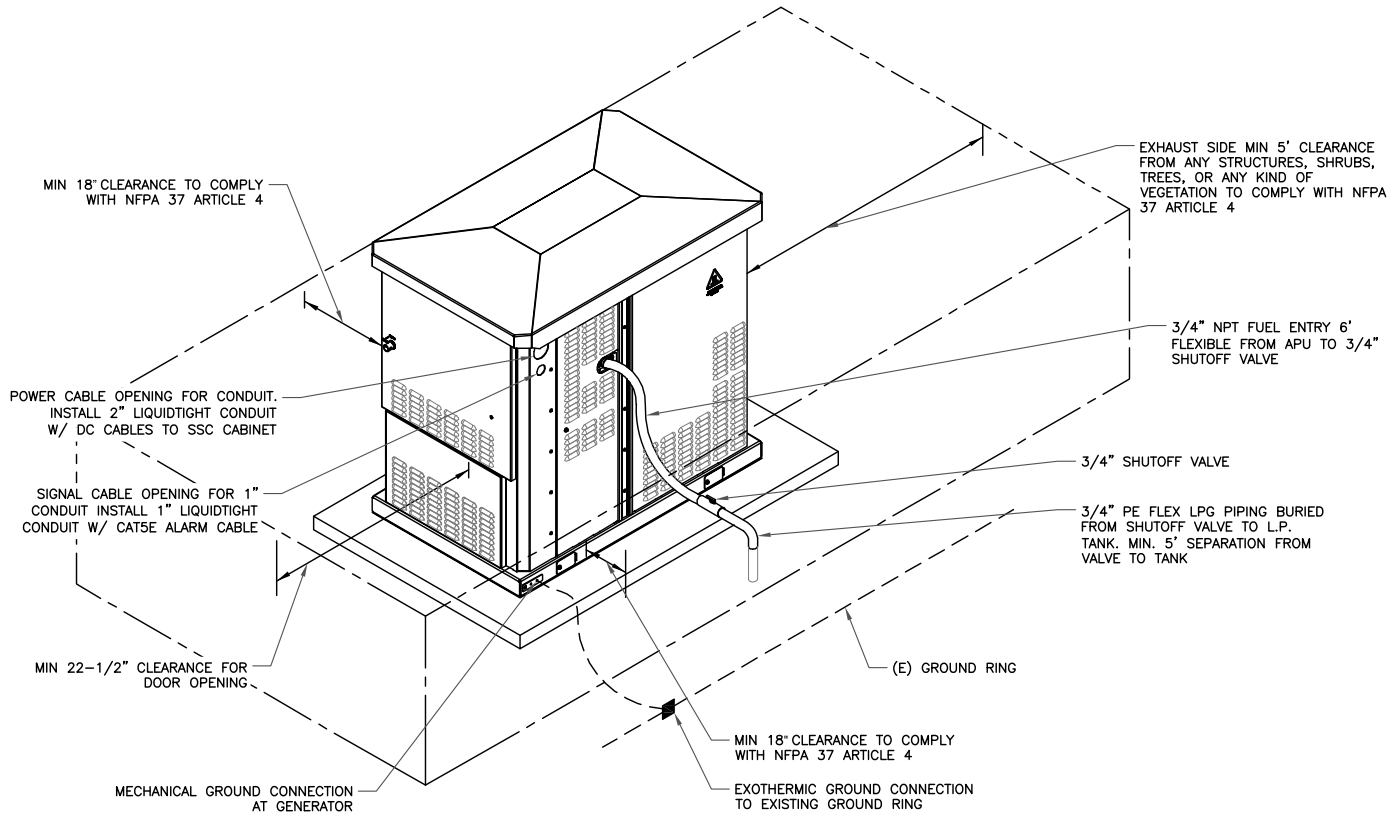 MIN 18" CLEARANCE TO COMPLY
WITH NFPA 37 ARTICLE 4
EXHAUST SIDE MIN 5' CLEARANCE
FROM ANY STRUCTURES, SHRUBS,
TREES, OR ANY KIND OF
VEGETATION TO COMPLY WITH NFPA
37 ARTICLE 4
3/4" NPT FUEL ENTRY 6'
FLEXIBLE FROM APU TO 3/4"
SHUTOFF VALVE
POWER CABLE OPENING FOR CONDUIT.
INSTALL 2" LIQUIDTIGHT CONDUIT
W/ DC CABLES TO SSC CABINET
3/4" SHUTOFF VALVE
SIGNAL CABLE OPENING FOR 1"
CONDUIT INSTALL 1" LIQUIDTIGHT
CONDUIT W/ CAT5E ALARM CABLE
3/4" PE FLEX LPG PIPING BURIED
FROM SHUTOFF VALVE TO L.P.
TANK. MIN. 5' SEPARATION FROM
VALVE TO TANK
MIN 22-1/2" CLEARANCE FOR
DOOR OPENING
(E) GROUND RING
MIN 18" CLEARANCE TO COMPLY
WITH NFPA 37 ARTICLE 4
MECHANICAL GROUND CONNECTION
AT GENERATOR
EXOTHERMIC GROUND CONNECTION
TO EXISTING GROUND RING